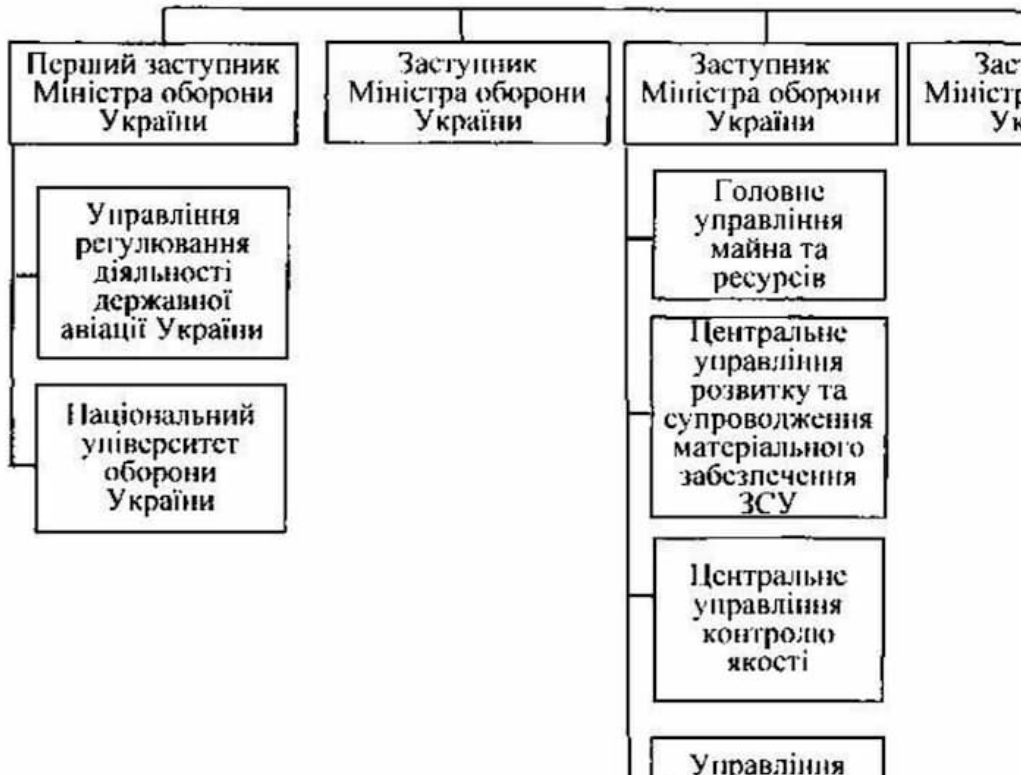 Перший заступник
Міністра оборони
України
Заступник
Міністра оборони
України
Заступник
Міністра оборони
України
Управління
регулювання
діяльності
державної
авіації України
Національний
університет
оборони
України
Головне
управління
майна та
ресурсів
Центральне
управління
розвитку та
супроводження
матеріального
забезпечення
ЗСУ
Центральне
управління
контролю
якості
Управління